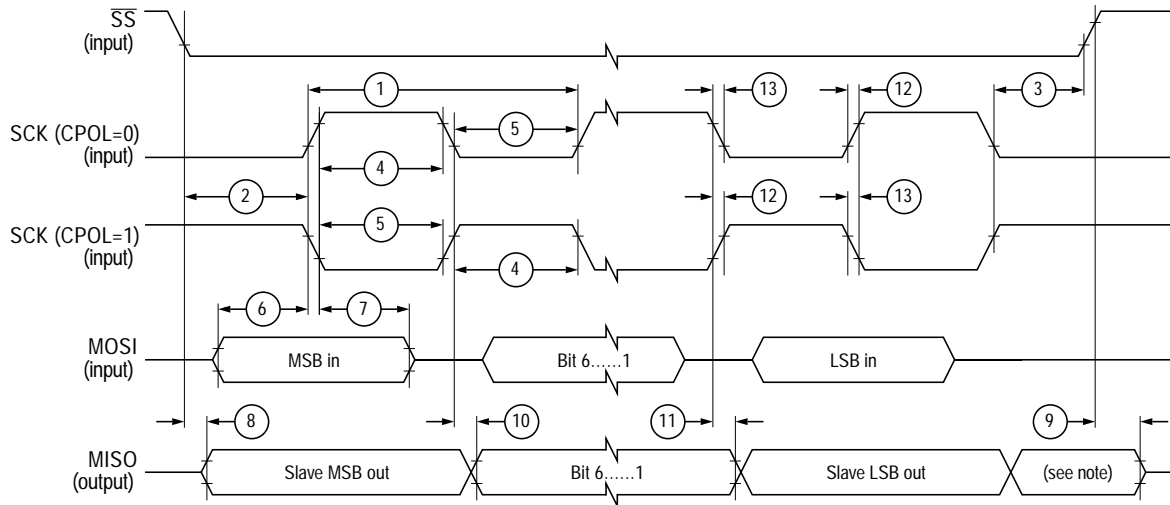 SS
(input)
1
13
12
3
SCK (CPOL=0)
(input)
5
4
2
12
13
SCK (CPOL=1)
(input)
5
4
6
7
MOSI
(input)
MSB in
Bit 6......1
LSB in
8
10
11
9
MISO
(output)
Slave MSB out
Bit 6......1
Slave LSB out
(see note)